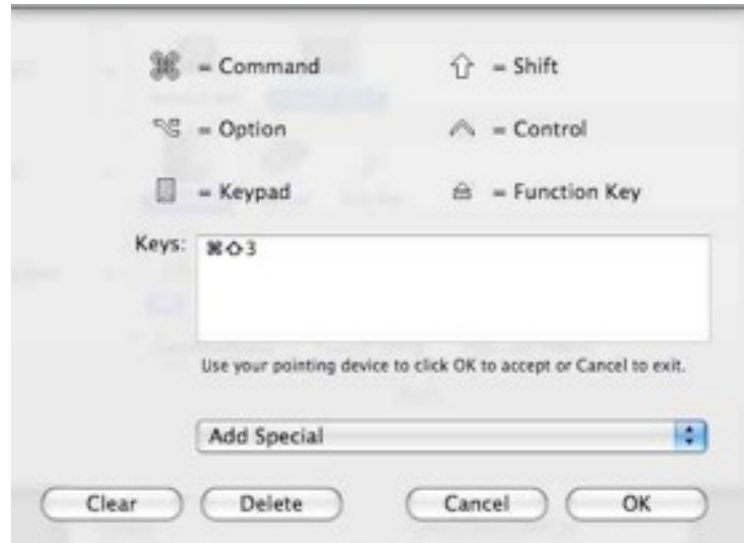 ⌘ = Command ⇧ = Shift
⌥ = Option ⌃ = Control
= Keypad = Function Key
Keys: ⌘⇧3
Use your pointing device to click OK to accept or Cancel to exit.
Add Special
Clear Delete Cancel OK